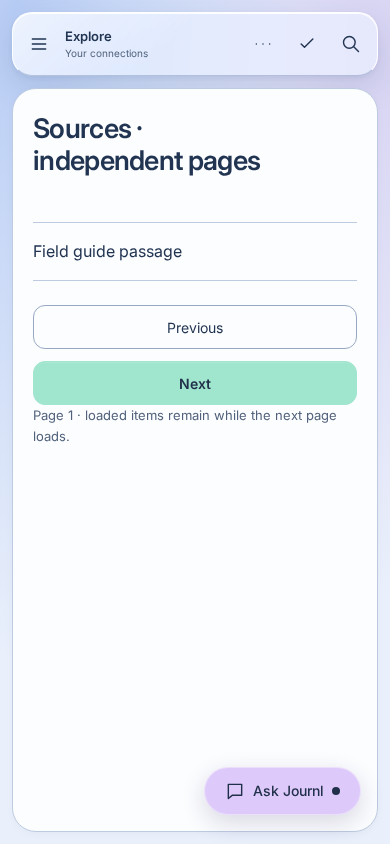 Explore
Your connections
Sources ·
independent pages
Field guide passage
Previous
Next
Page 1 · loaded items remain while the next page
loads.
Ask Journl